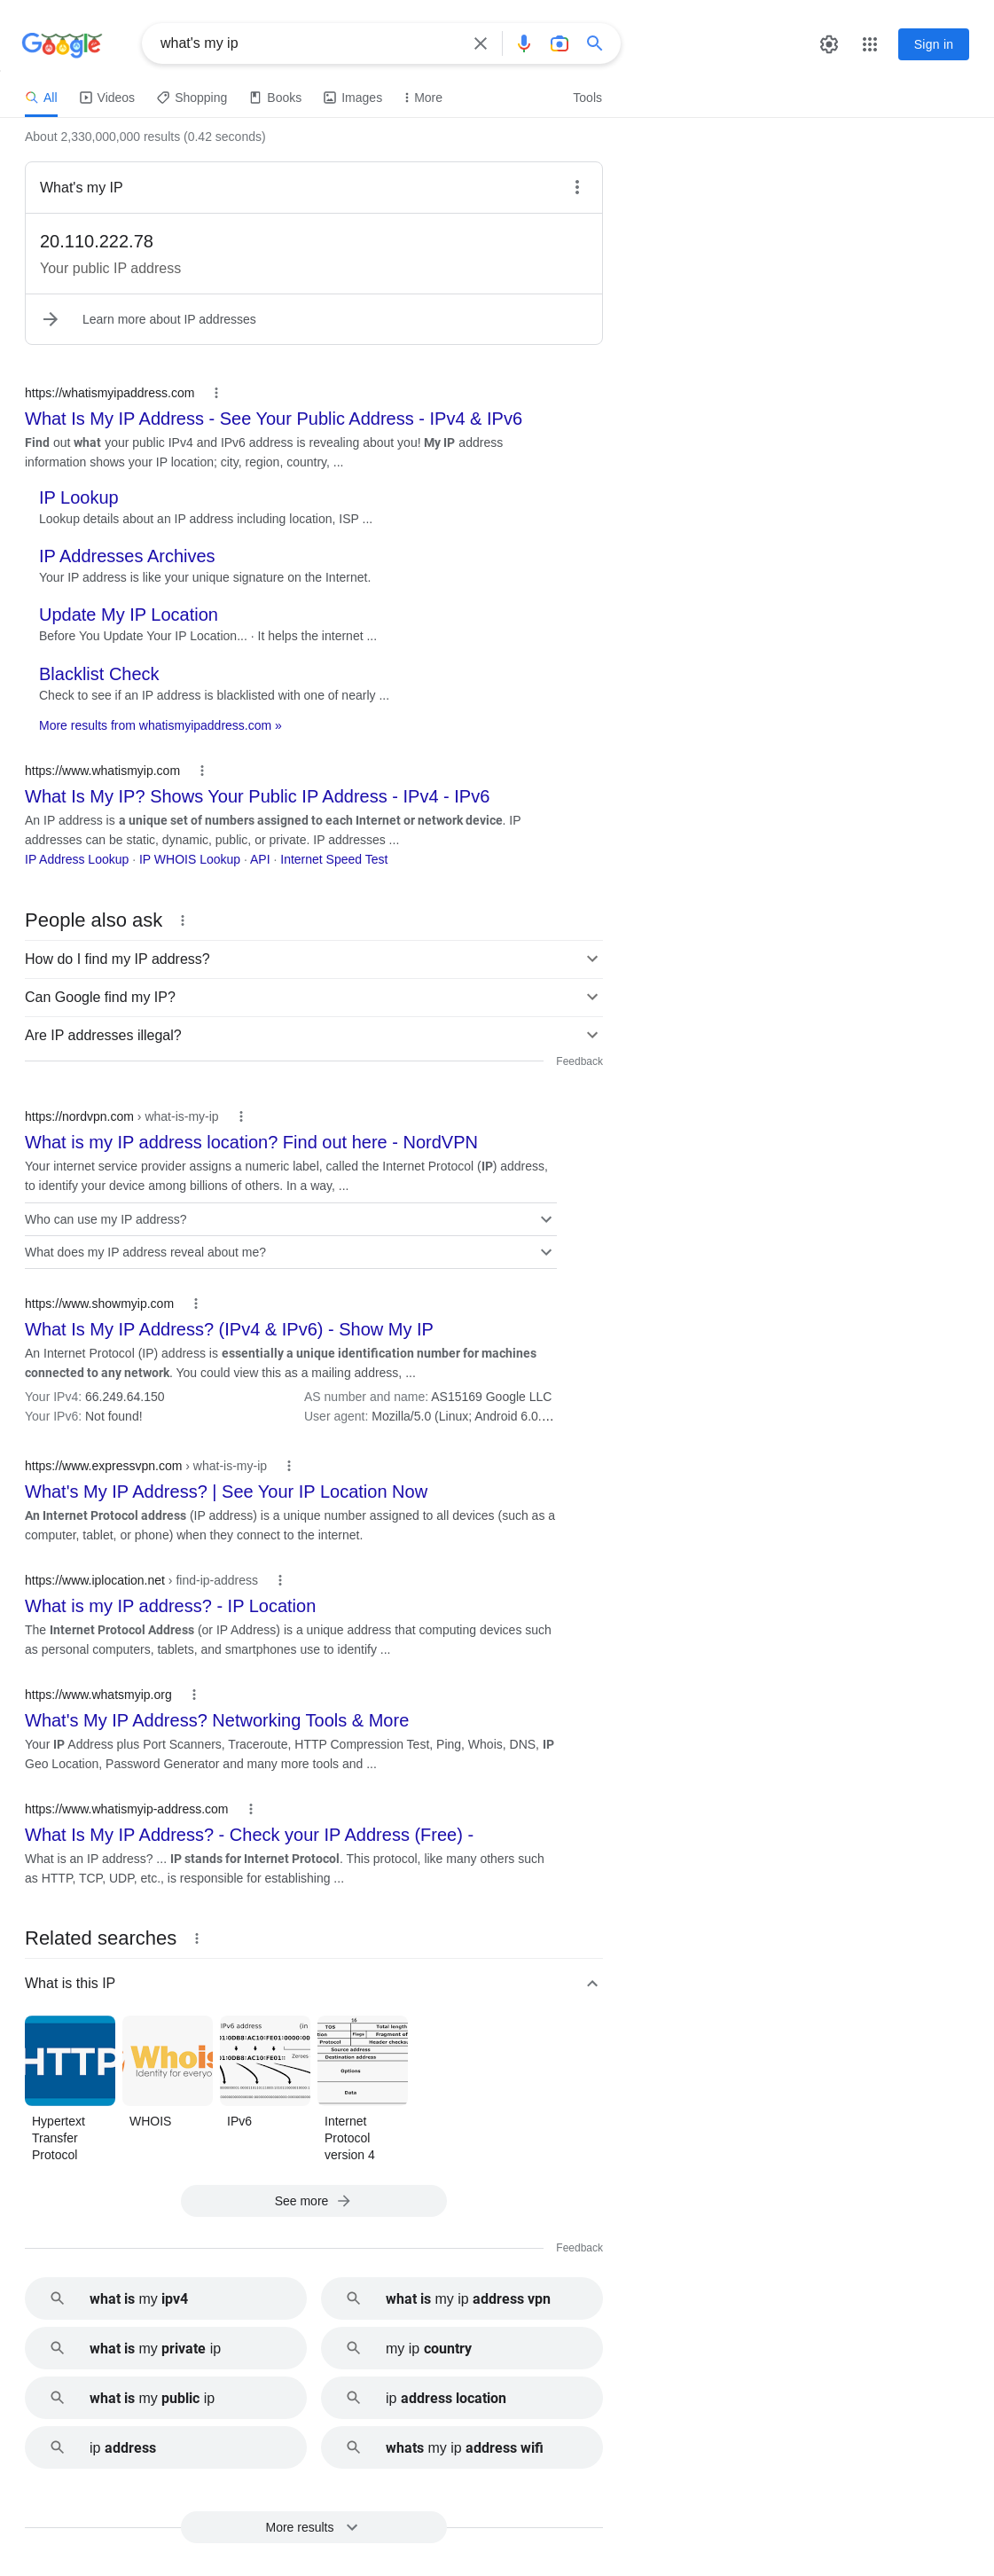 Google
what's my ip
Sign in
All
Videos
Shopping
Books
Images
More
Tools
About 2,330,000,000 results (0.42 seconds)
What's my IP
20.110.222.78
Your public IP address
Learn more about IP addresses
https://whatismyipaddress.com
What Is My IP Address - See Your Public Address - IPv4 & IPv6
Find out what your public IPv4 and IPv6 address is revealing about you! My IP address
information shows your IP location; city, region, country, ...
IP Lookup
Lookup details about an IP address including location, ISP ...
IP Addresses Archives
Your IP address is like your unique signature on the Internet.
Update My IP Location
Before You Update Your IP Location... · It helps the internet ...
Blacklist Check
Check to see if an IP address is blacklisted with one of nearly ...
More results from whatismyipaddress.com »
https://www.whatismyip.com
What Is My IP? Shows Your Public IP Address - IPv4 - IPv6
An IP address is a unique set of numbers assigned to each Internet or network device. IP
addresses can be static, dynamic, public, or private. IP addresses ...
IP Address Lookup · IP WHOIS Lookup · API · Internet Speed Test
People also ask
How do I find my IP address?
Can Google find my IP?
Are IP addresses illegal?
Feedback
https://nordvpn.com › what-is-my-ip
What is my IP address location? Find out here - NordVPN
Your internet service provider assigns a numeric label, called the Internet Protocol (IP) address,
to identify your device among billions of others. In a way, ...
Who can use my IP address?
What does my IP address reveal about me?
https://www.showmyip.com
What Is My IP Address? (IPv4 & IPv6) - Show My IP
An Internet Protocol (IP) address is essentially a unique identification number for machines
connected to any network. You could view this as a mailing address, ...
Your IPv4: 66.249.64.150
AS number and name: AS15169 Google LLC
Your IPv6: Not found!
User agent: Mozilla/5.0 (Linux; Android 6.0....
https://www.expressvpn.com › what-is-my-ip
What's My IP Address? | See Your IP Location Now
An Internet Protocol address (IP address) is a unique number assigned to all devices (such as a
computer, tablet, or phone) when they connect to the internet.
https://www.iplocation.net › find-ip-address
What is my IP address? - IP Location
The Internet Protocol Address (or IP Address) is a unique address that computing devices such
as personal computers, tablets, and smartphones use to identify ...
https://www.whatsmyip.org
What's My IP Address? Networking Tools & More
Your IP Address plus Port Scanners, Traceroute, HTTP Compression Test, Ping, Whois, DNS, IP
Geo Location, Password Generator and many more tools and ...
https://www.whatismyip-address.com
What Is My IP Address? - Check your IP Address (Free) -
What is an IP address? ... IP stands for Internet Protocol. This protocol, like many others such
as HTTP, TCP, UDP, etc., is responsible for establishing ...
Related searches
What is this IP
HTTP
Whois
Identity for everyo
IPv6 address (in
Zeroes
16
TOS Total length
Flags Fragment of
Protocol Header checksu
Source address
Destination address
Options
Data
Hypertext
Transfer
Protocol
WHOIS
IPv6
Internet
Protocol
version 4
See more
Feedback
what is my ipv4
what is my ip address vpn
what is my private ip
my ip country
what is my public ip
ip address location
ip address
whats my ip address wifi
More results